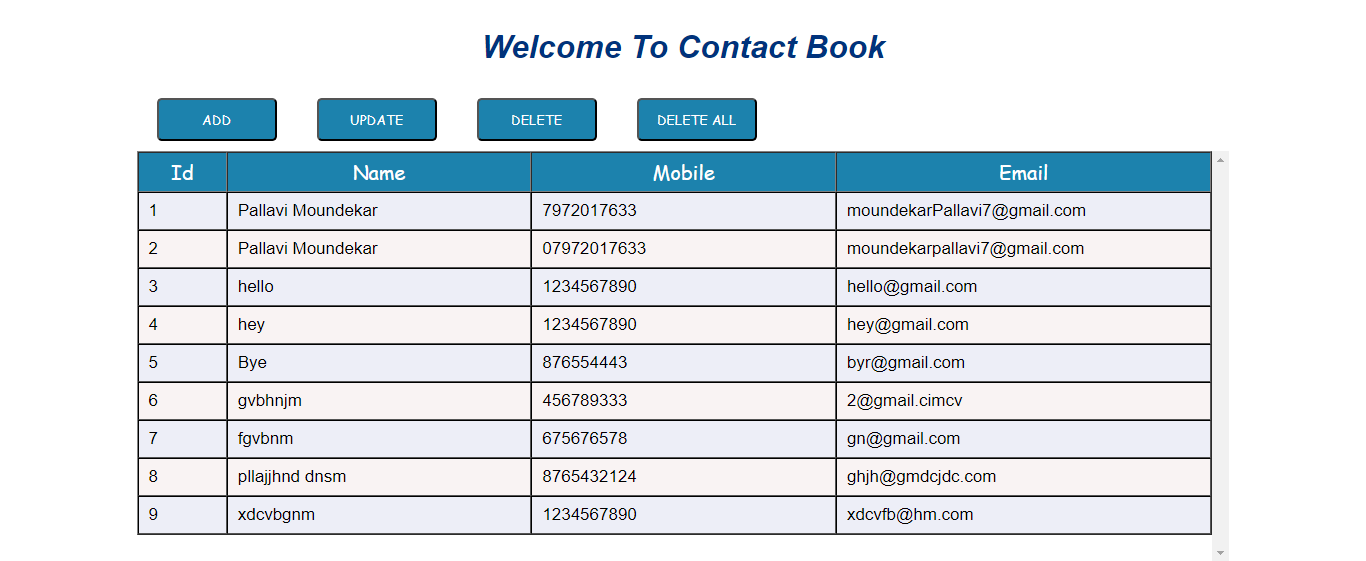 Welcome To Contact Book
ADD UPDATE DELETE DELETE ALL
Id Name Mobile Email
1 Pallavi Moundekar 7972017633 moundekarPallavi7@gmail.com
2 Pallavi Moundekar 07972017633 moundekarpallavi7@gmail.com
3 hello 1234567890 hello@gmail.com
4 hey 1234567890 hey@gmail.com
5 Bye 876554443 byr@gmail.com
6 gvbhnjm 456789333 2@gmail.cimcv
7 fgvbnm 675676578 gn@gmail.com
8 pllajjhnd dnsm 8765432124 ghjh@gmdcjdc.com
9 xdcvbgnm 1234567890 xdcvfb@hm.com